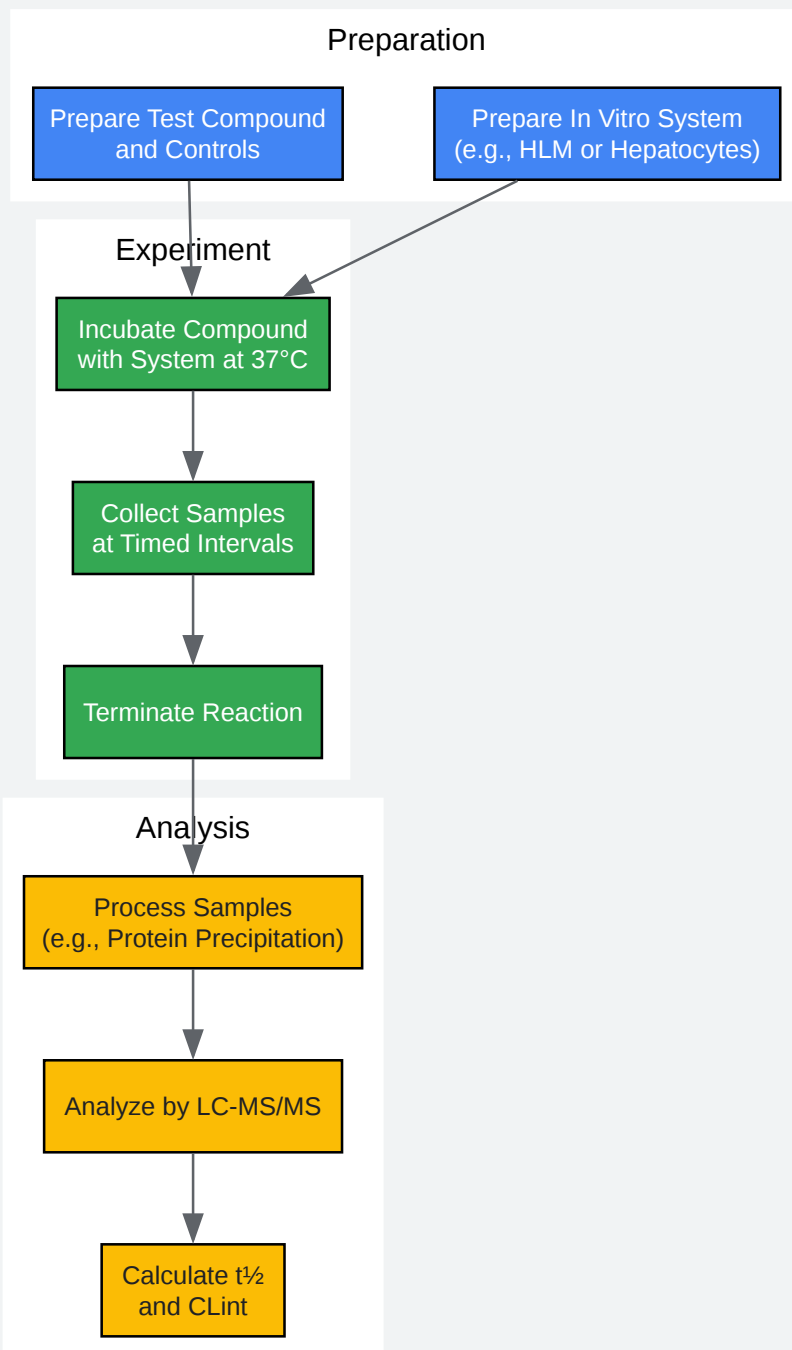 Preparation
Prepare Test Compound
and Controls
Prepare In Vitro System
(e.g., HLM or Hepatocytes)
Experiment
Incubate Compound
with System at 37°C
Collect Samples
at Timed Intervals
Terminate Reaction
Analysis
Process Samples
(e.g., Protein Precipitation)
Analyze by LC-MS/MS
Calculate t½
and CLint